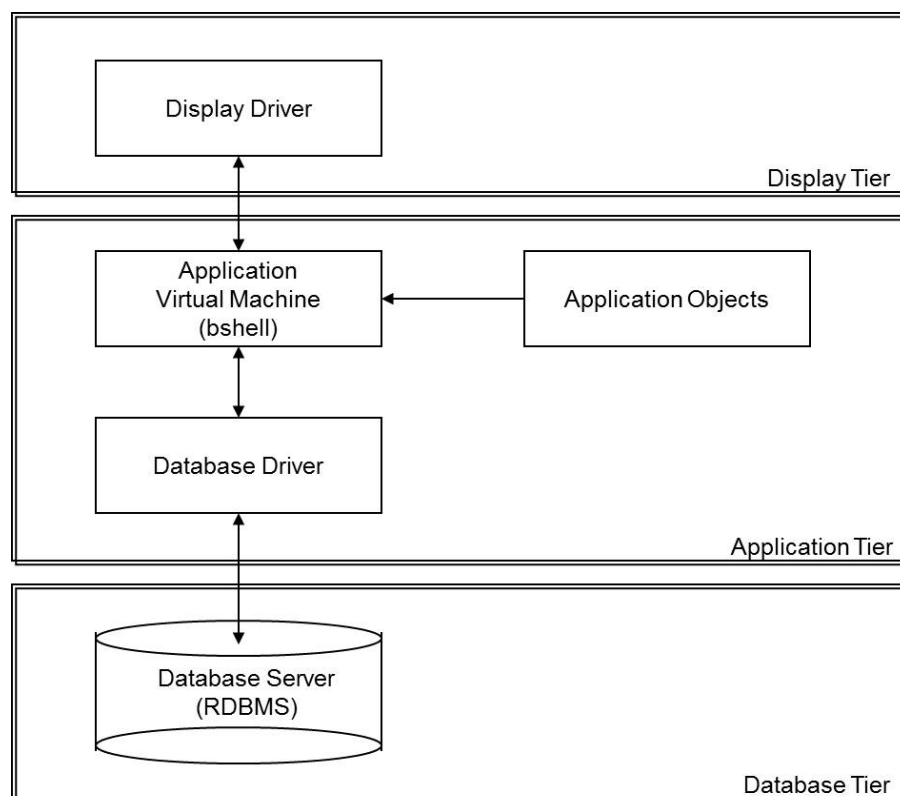 Display Driver
Display Tier
Application
Virtual Machine
(bshell)
Application Objects
Database Driver
Application Tier
Database Server
(RDBMS)
Database Tier